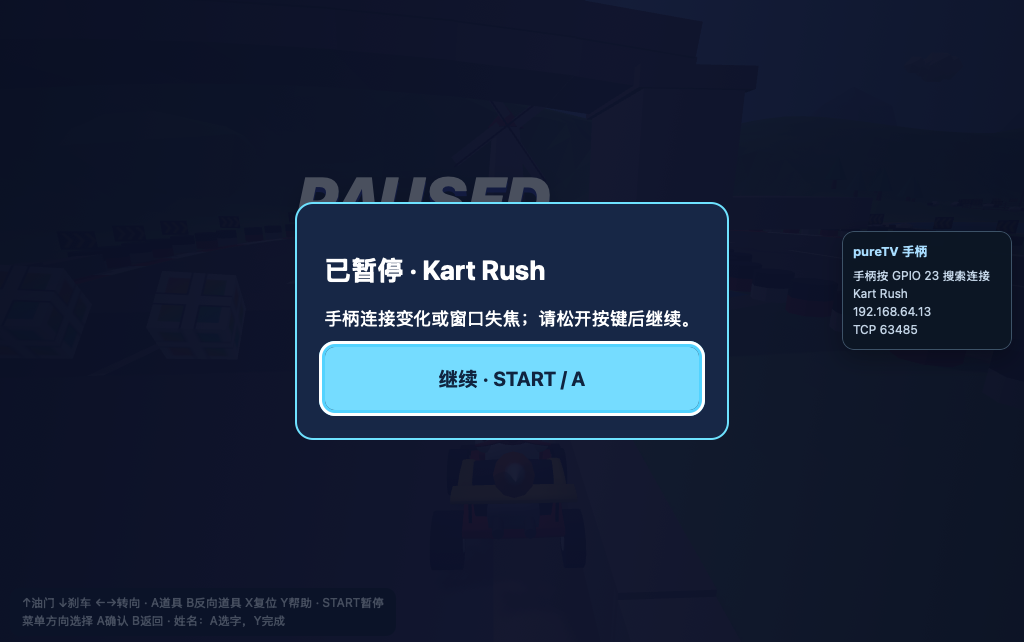 PAUSED
已暂停 · Kart Rush
手柄连接变化或窗口失焦；请松开按键后继续。
继续 · START / A
pureTV 手柄
手柄按 GPIO 23 搜索连接
Kart Rush
192.168.64.13
TCP 63485
↑油门 ↓刹车 ←→转向 · A道具 B反向道具 X复位 Y帮助 · START暂停
菜单方向选择 A确认 B返回 · 姓名：A选字，Y完成